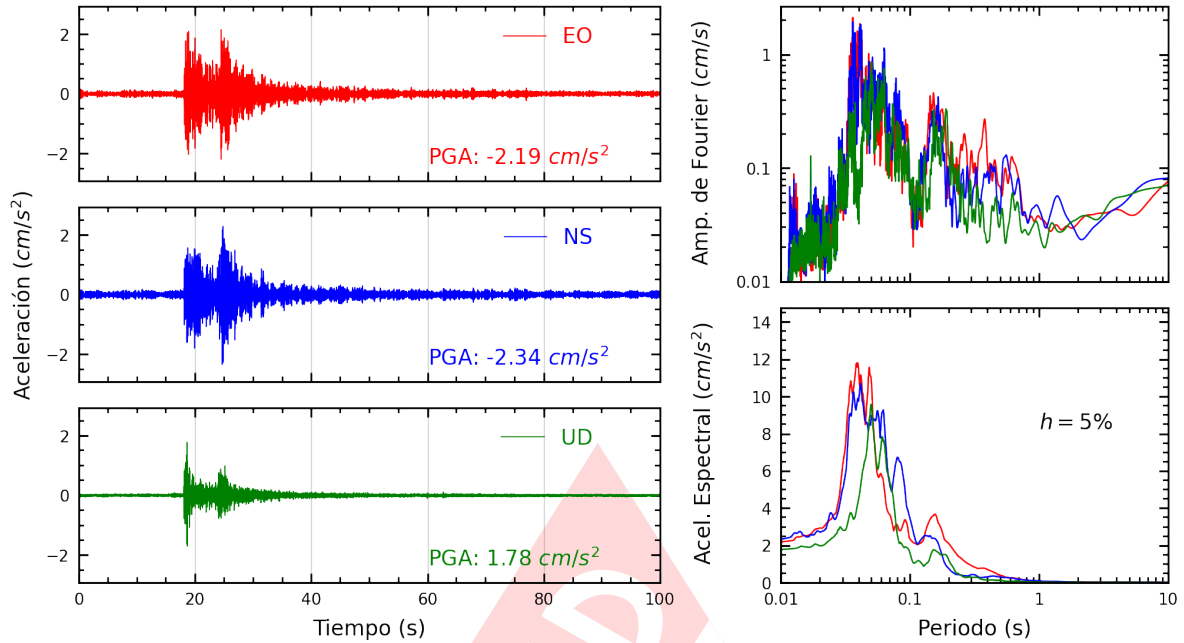 Aceleración (cm/s²)
2
0
−2
EO
PGA: -2.19 cm/s²
2
0
−2
NS
PGA: -2.34 cm/s²
2
0
−2
UD
PGA: 1.78 cm/s²
0 20 40 60 80 100
Tiempo (s)
Amp. de Fourier (cm/s)
1
0.1
0.01
Acel. Espectral (cm/s²)
14
12
10
8
6
4
2
0
h = 5%
0.01 0.1 1 10
Periodo (s)